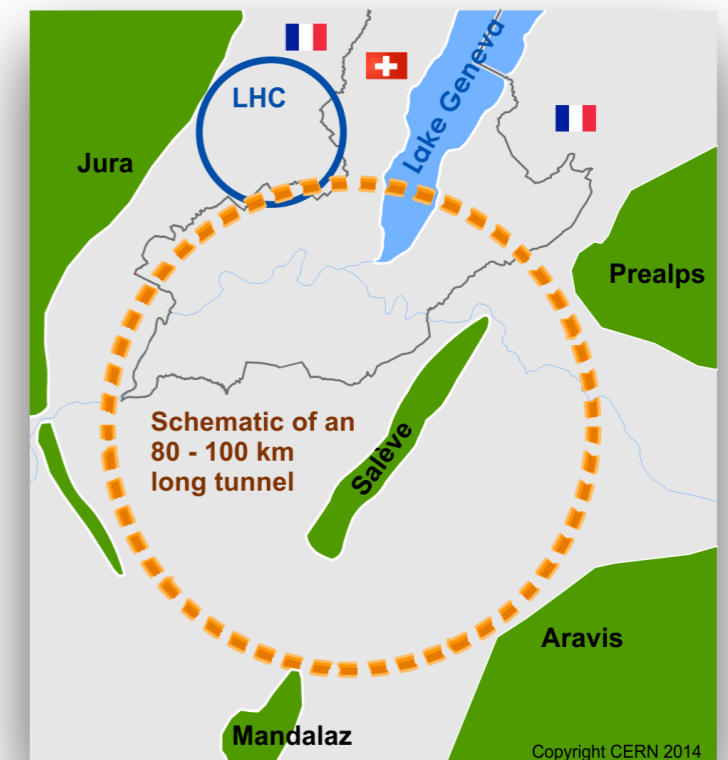 LHC
Lake Geneva
Jura
Prealps
Schematic of an
80 - 100 km
long tunnel
Salève
Aravis
Mandalaz
Copyright CERN 2014